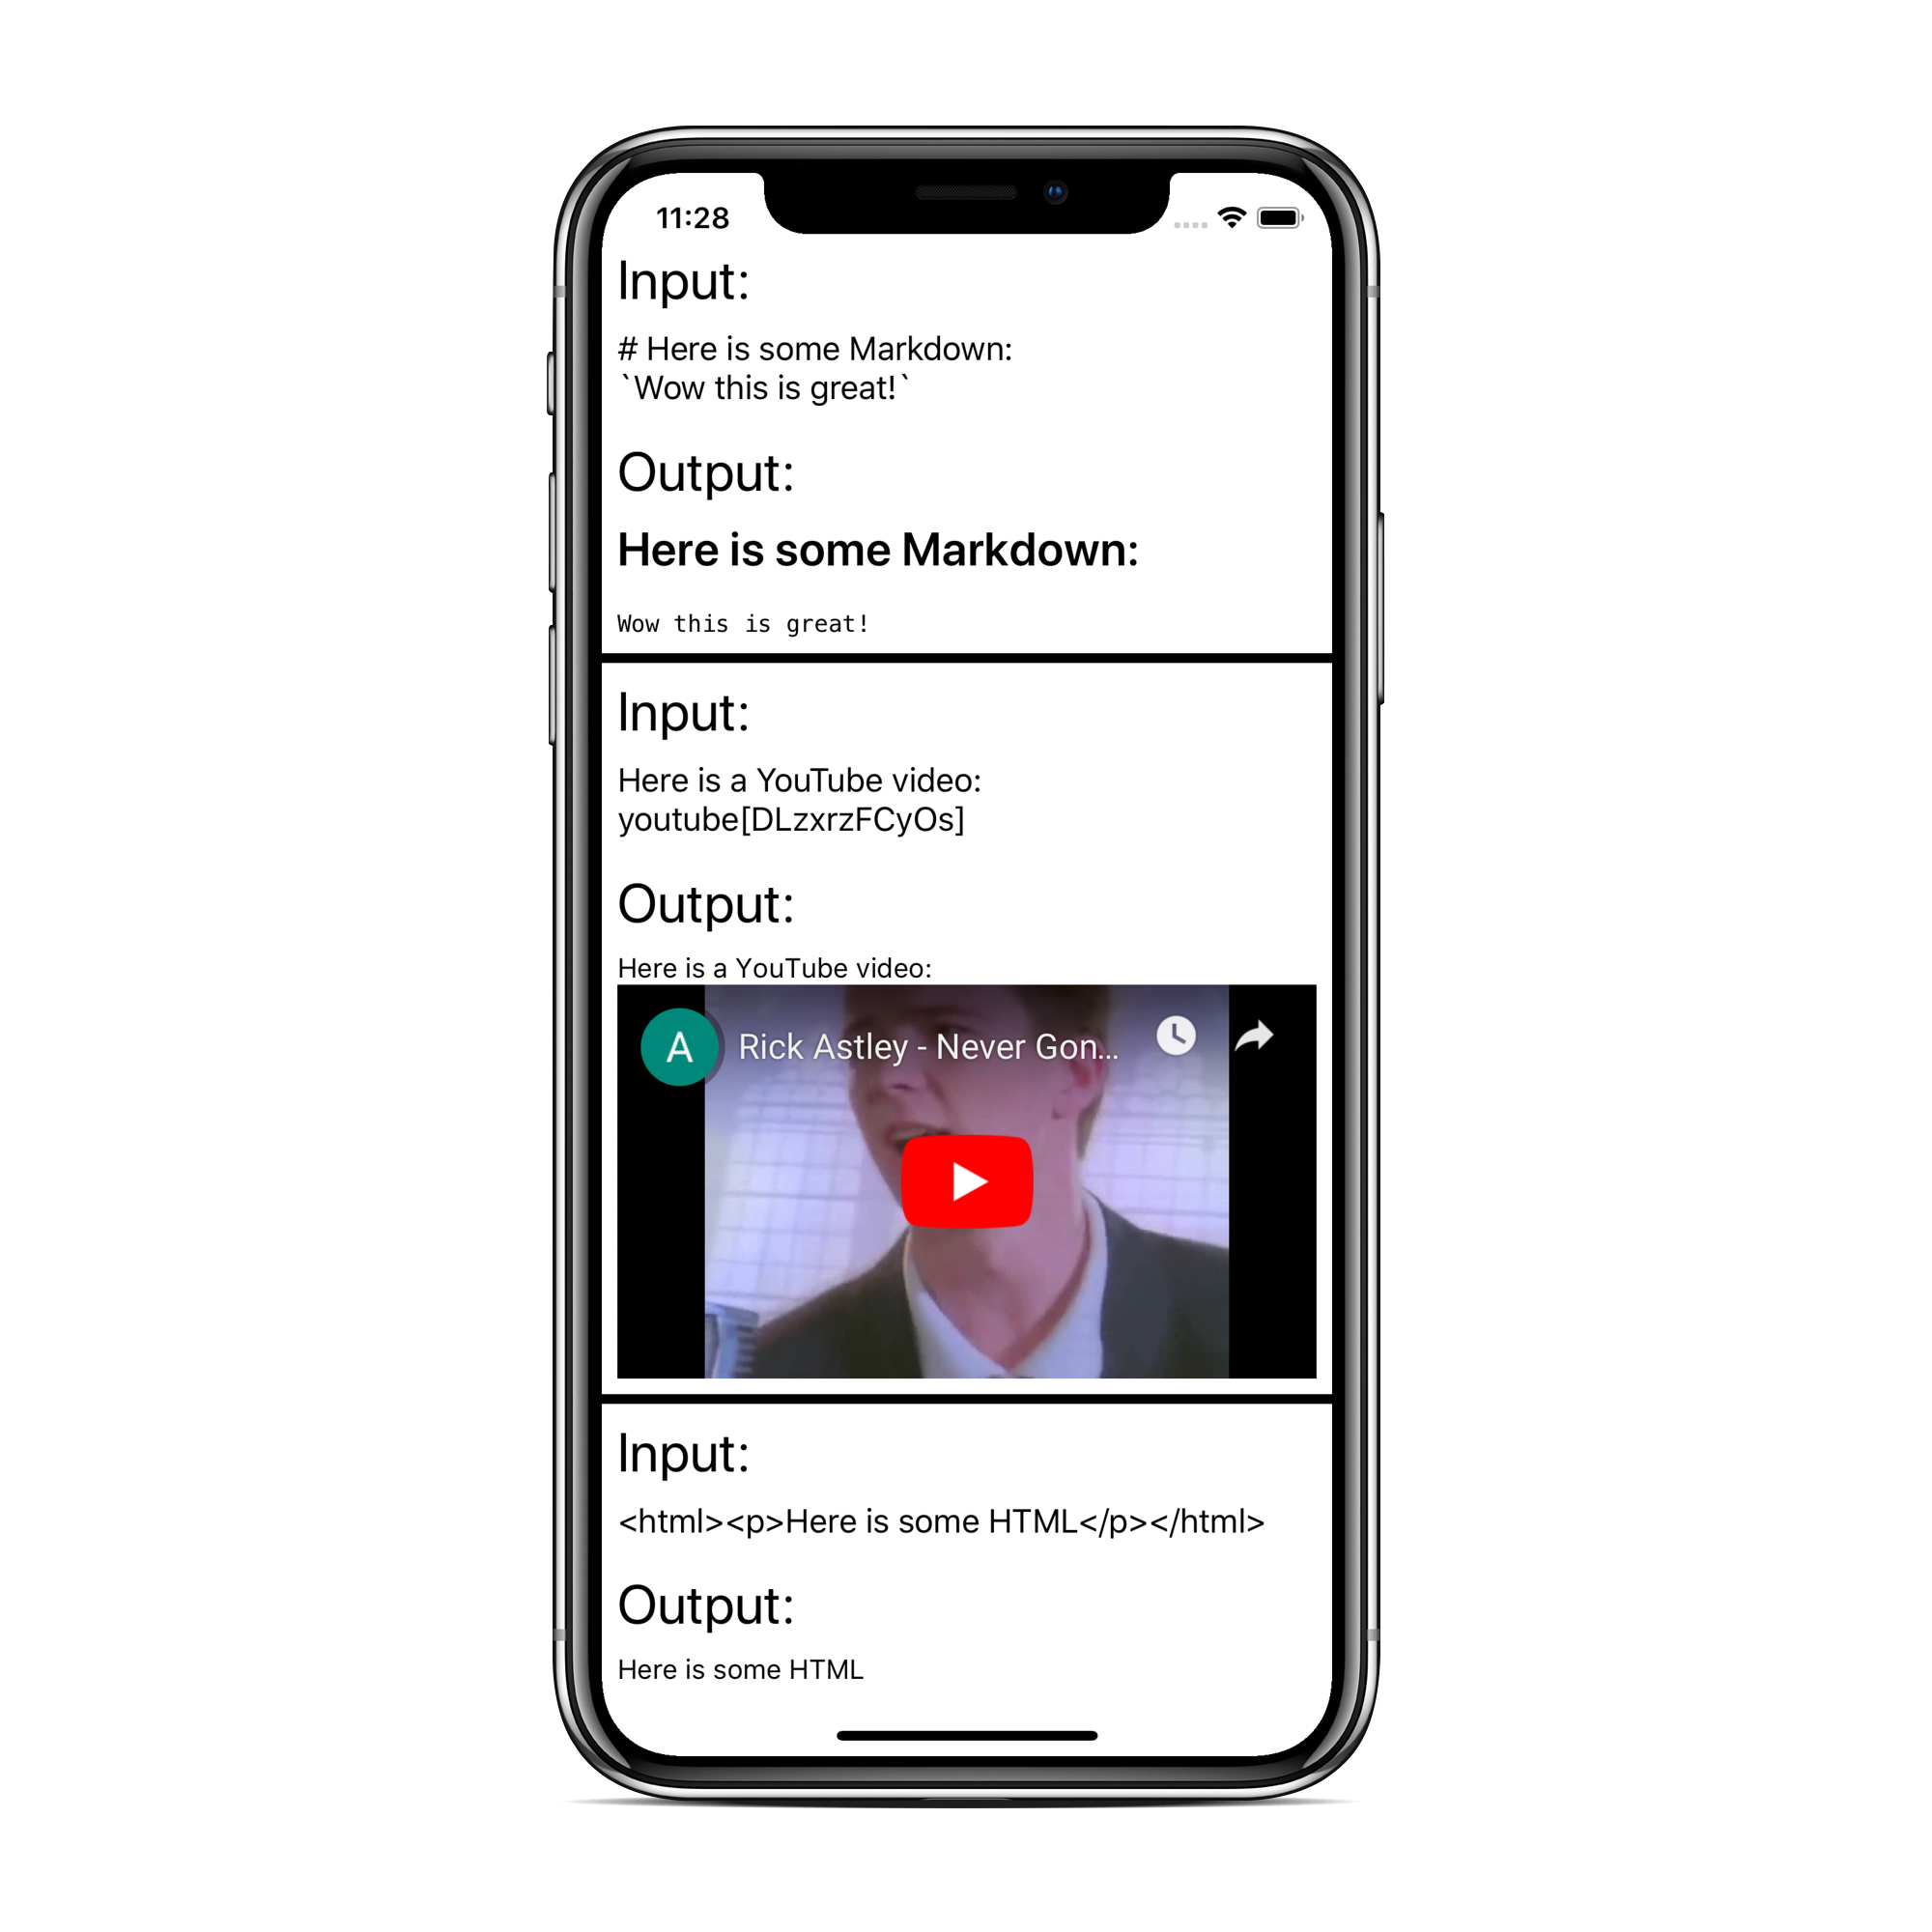 11:28
Input:
# Here is some Markdown:
`Wow this is great!`
Output:
Here is some Markdown:
Wow this is great!
Input:
Here is a YouTube video:
youtube[DLzxrzFCyOs]
Output:
Here is a YouTube video:
A Rick Astley - Never Gon...
Input:
<html><p>Here is some HTML</p></html>
Output:
Here is some HTML